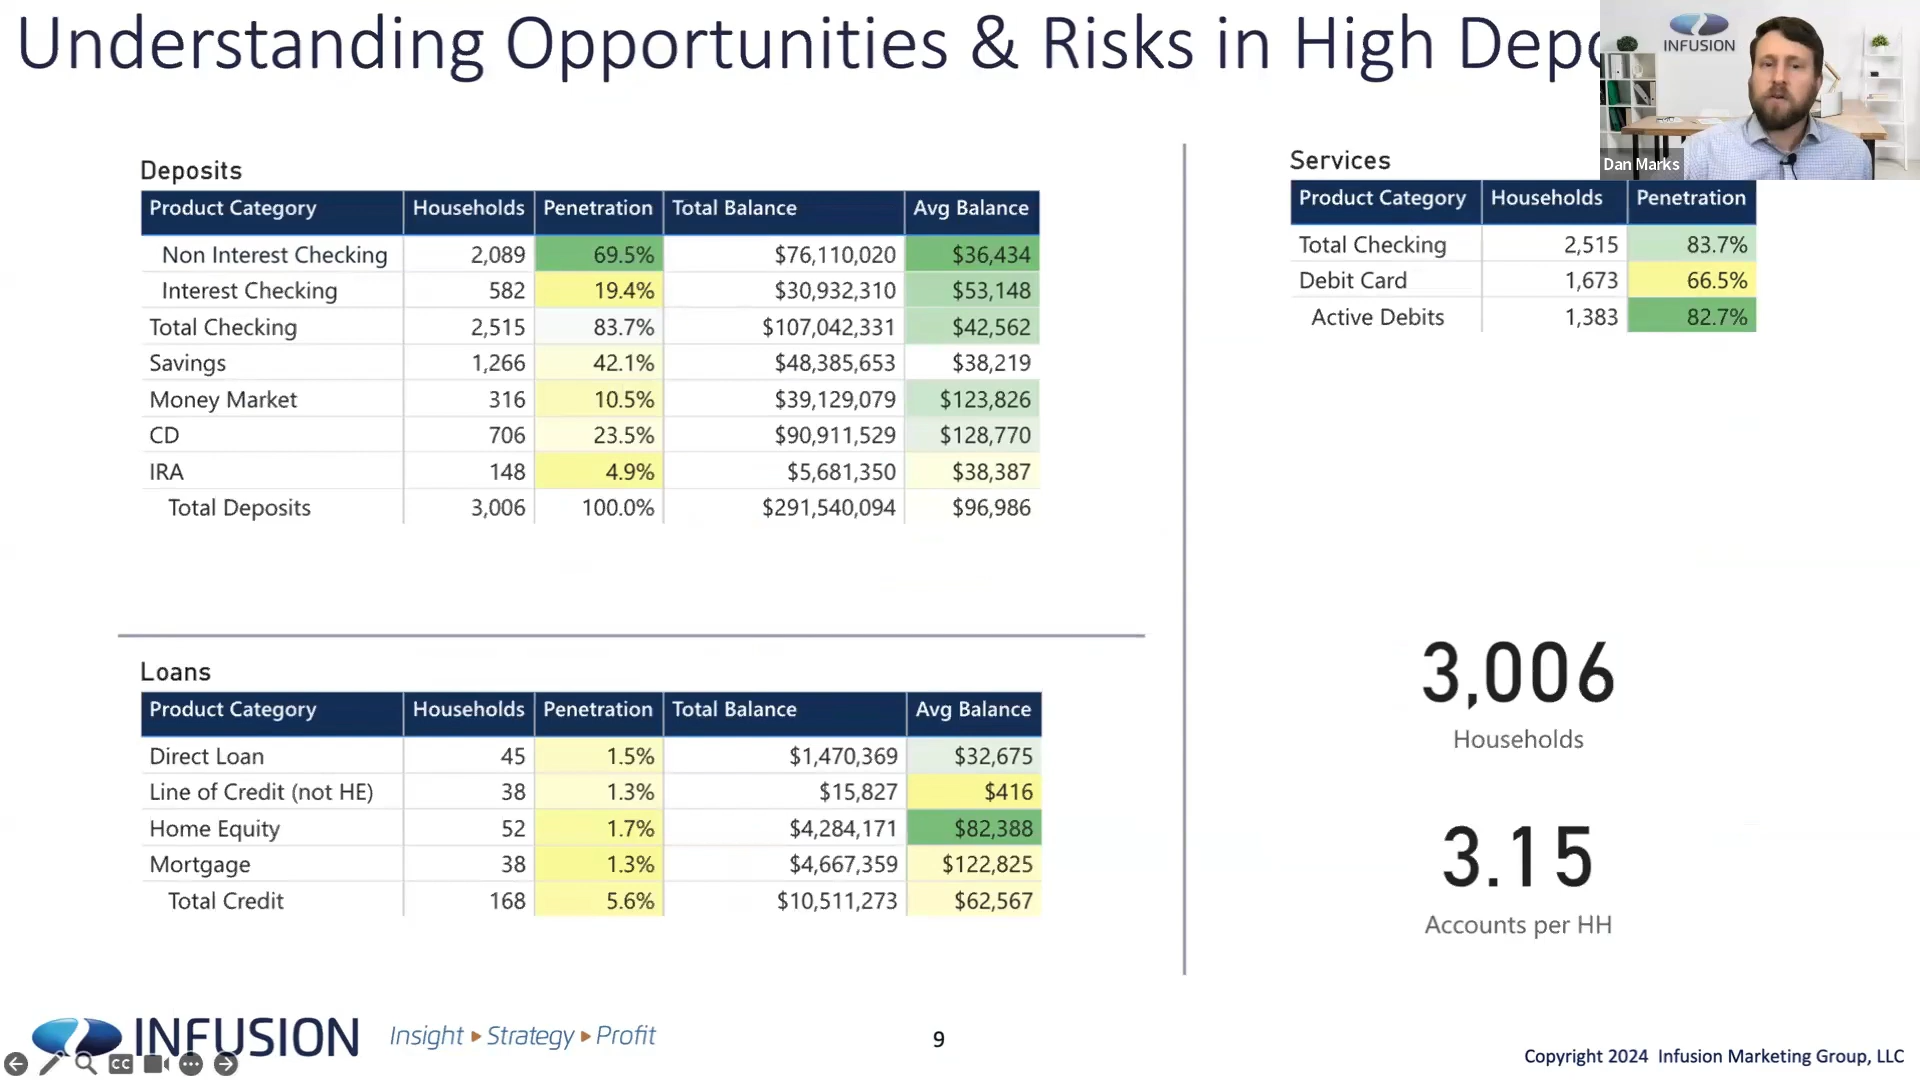 Understanding Opportunities & Risks in High
INFUSION
Dan Marks
Deposits
Product Category Households Penetration Total Balance Avg Balance
Non Interest Checking 2,089 69.5% $76,110,020 $36,434
Interest Checking 582 19.4% $30,932,310 $53,148
Total Checking 2,515 83.7% $107,042,331 $42,562
Savings 1,266 42.1% $48,385,653 $38,219
Money Market 316 10.5% $39,129,079 $123,826
CD 706 23.5% $90,911,529 $128,770
IRA 148 4.9% $5,681,350 $38,387
Total Deposits 3,006 100.0% $291,540,094 $96,986
Loans
Product Category Households Penetration Total Balance Avg Balance
Direct Loan 45 1.5% $1,470,369 $32,675
Line of Credit (not HE) 38 1.3% $15,827 $416
Home Equity 52 1.7% $4,284,171 $82,388
Mortgage 38 1.3% $4,667,359 $122,825
Total Credit 168 5.6% $10,511,273 $62,567
Services
Product Category Households Penetration
Total Checking 2,515 83.7%
Debit Card 1,673 66.5%
Active Debits 1,383 82.7%
3,006
Households
3.15
Accounts per HH
INFUSION Insight Strategy Profit
CC
9
Copyright 2024 Infusion Marketing Group, LLC